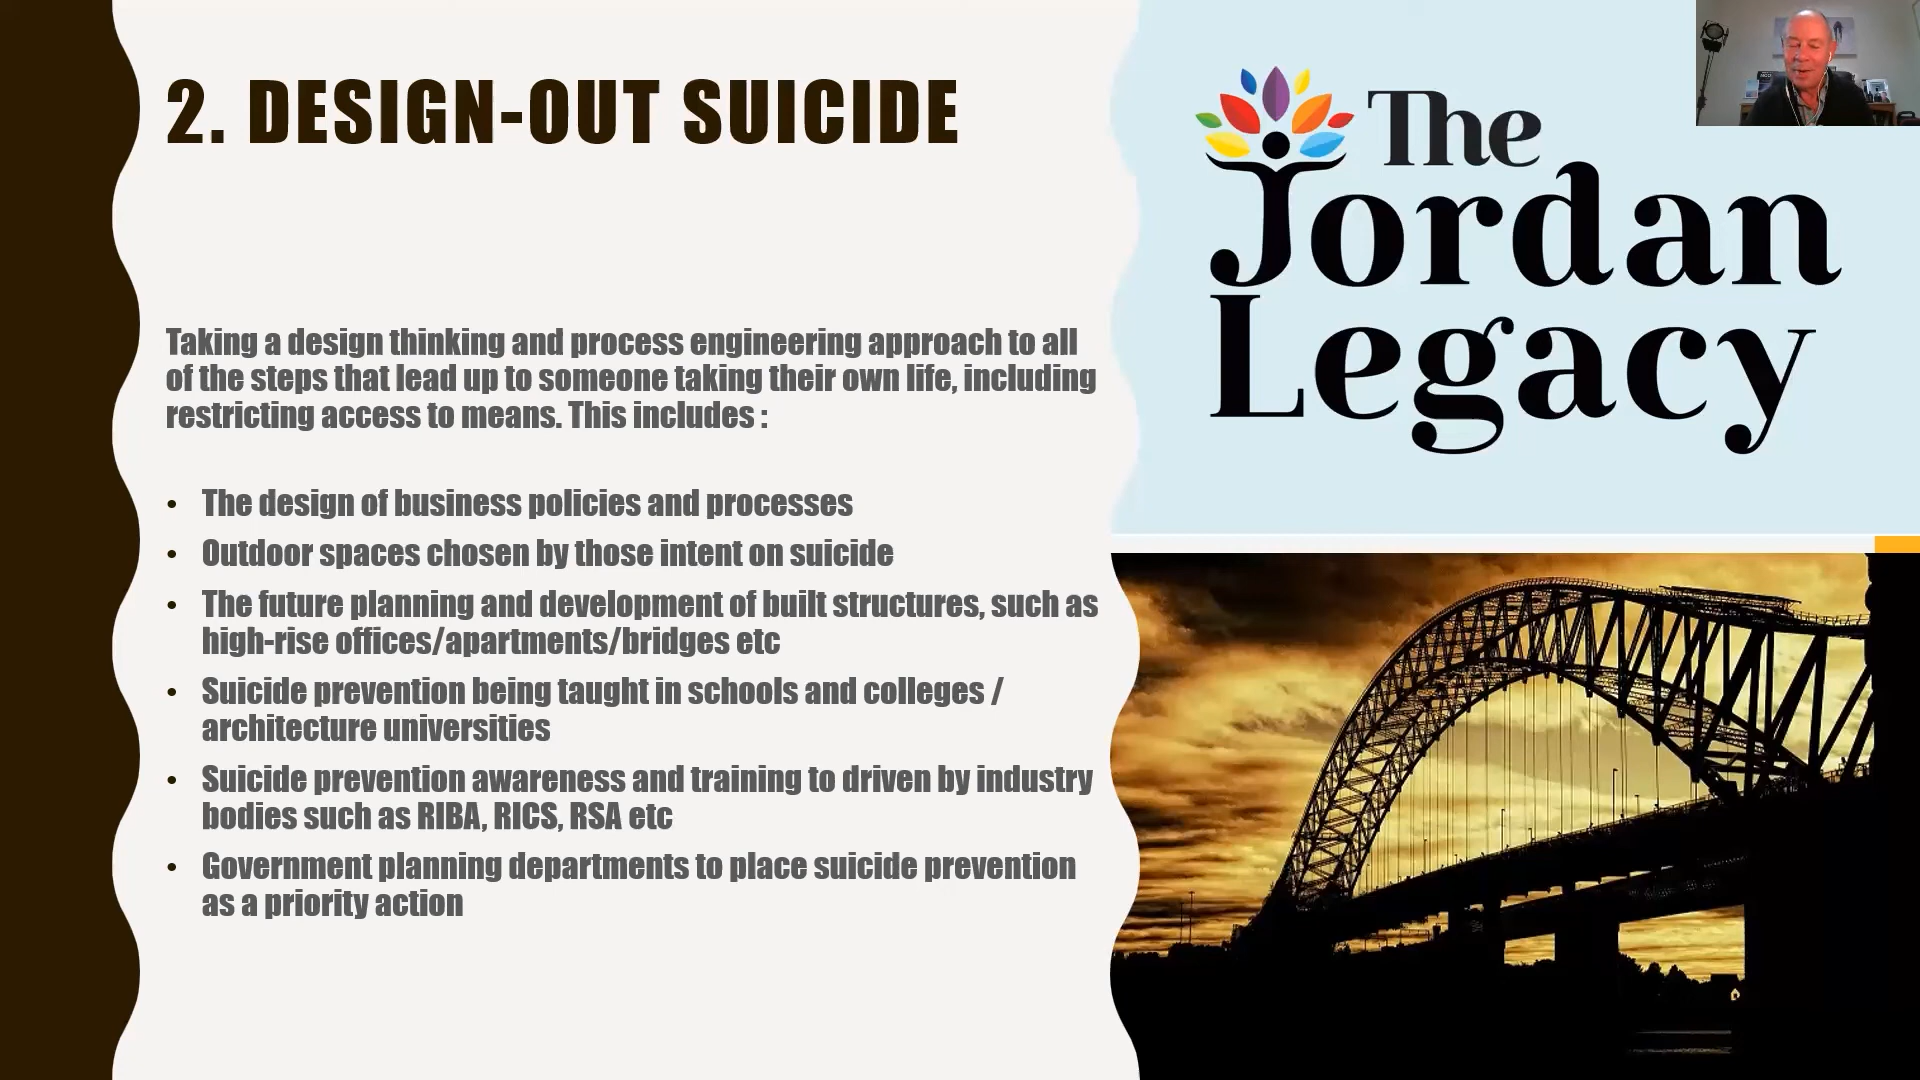 2. DESIGN-OUT SUICIDE
Taking a design thinking and process engineering approach to all
of the steps that lead up to someone taking their own life, including
restricting access to means. This includes :
• The design of business policies and processes
• Outdoor spaces chosen by those intent on suicide
• The future planning and development of built structures, such as
high-rise offices/apartments/bridges etc
• Suicide prevention being taught in schools and colleges /
architecture universities
• Suicide prevention awareness and training to driven by industry
bodies such as RIBA, RICS, RSA etc
• Government planning departments to place suicide prevention
as a priority action
The
Jordan
Legacy